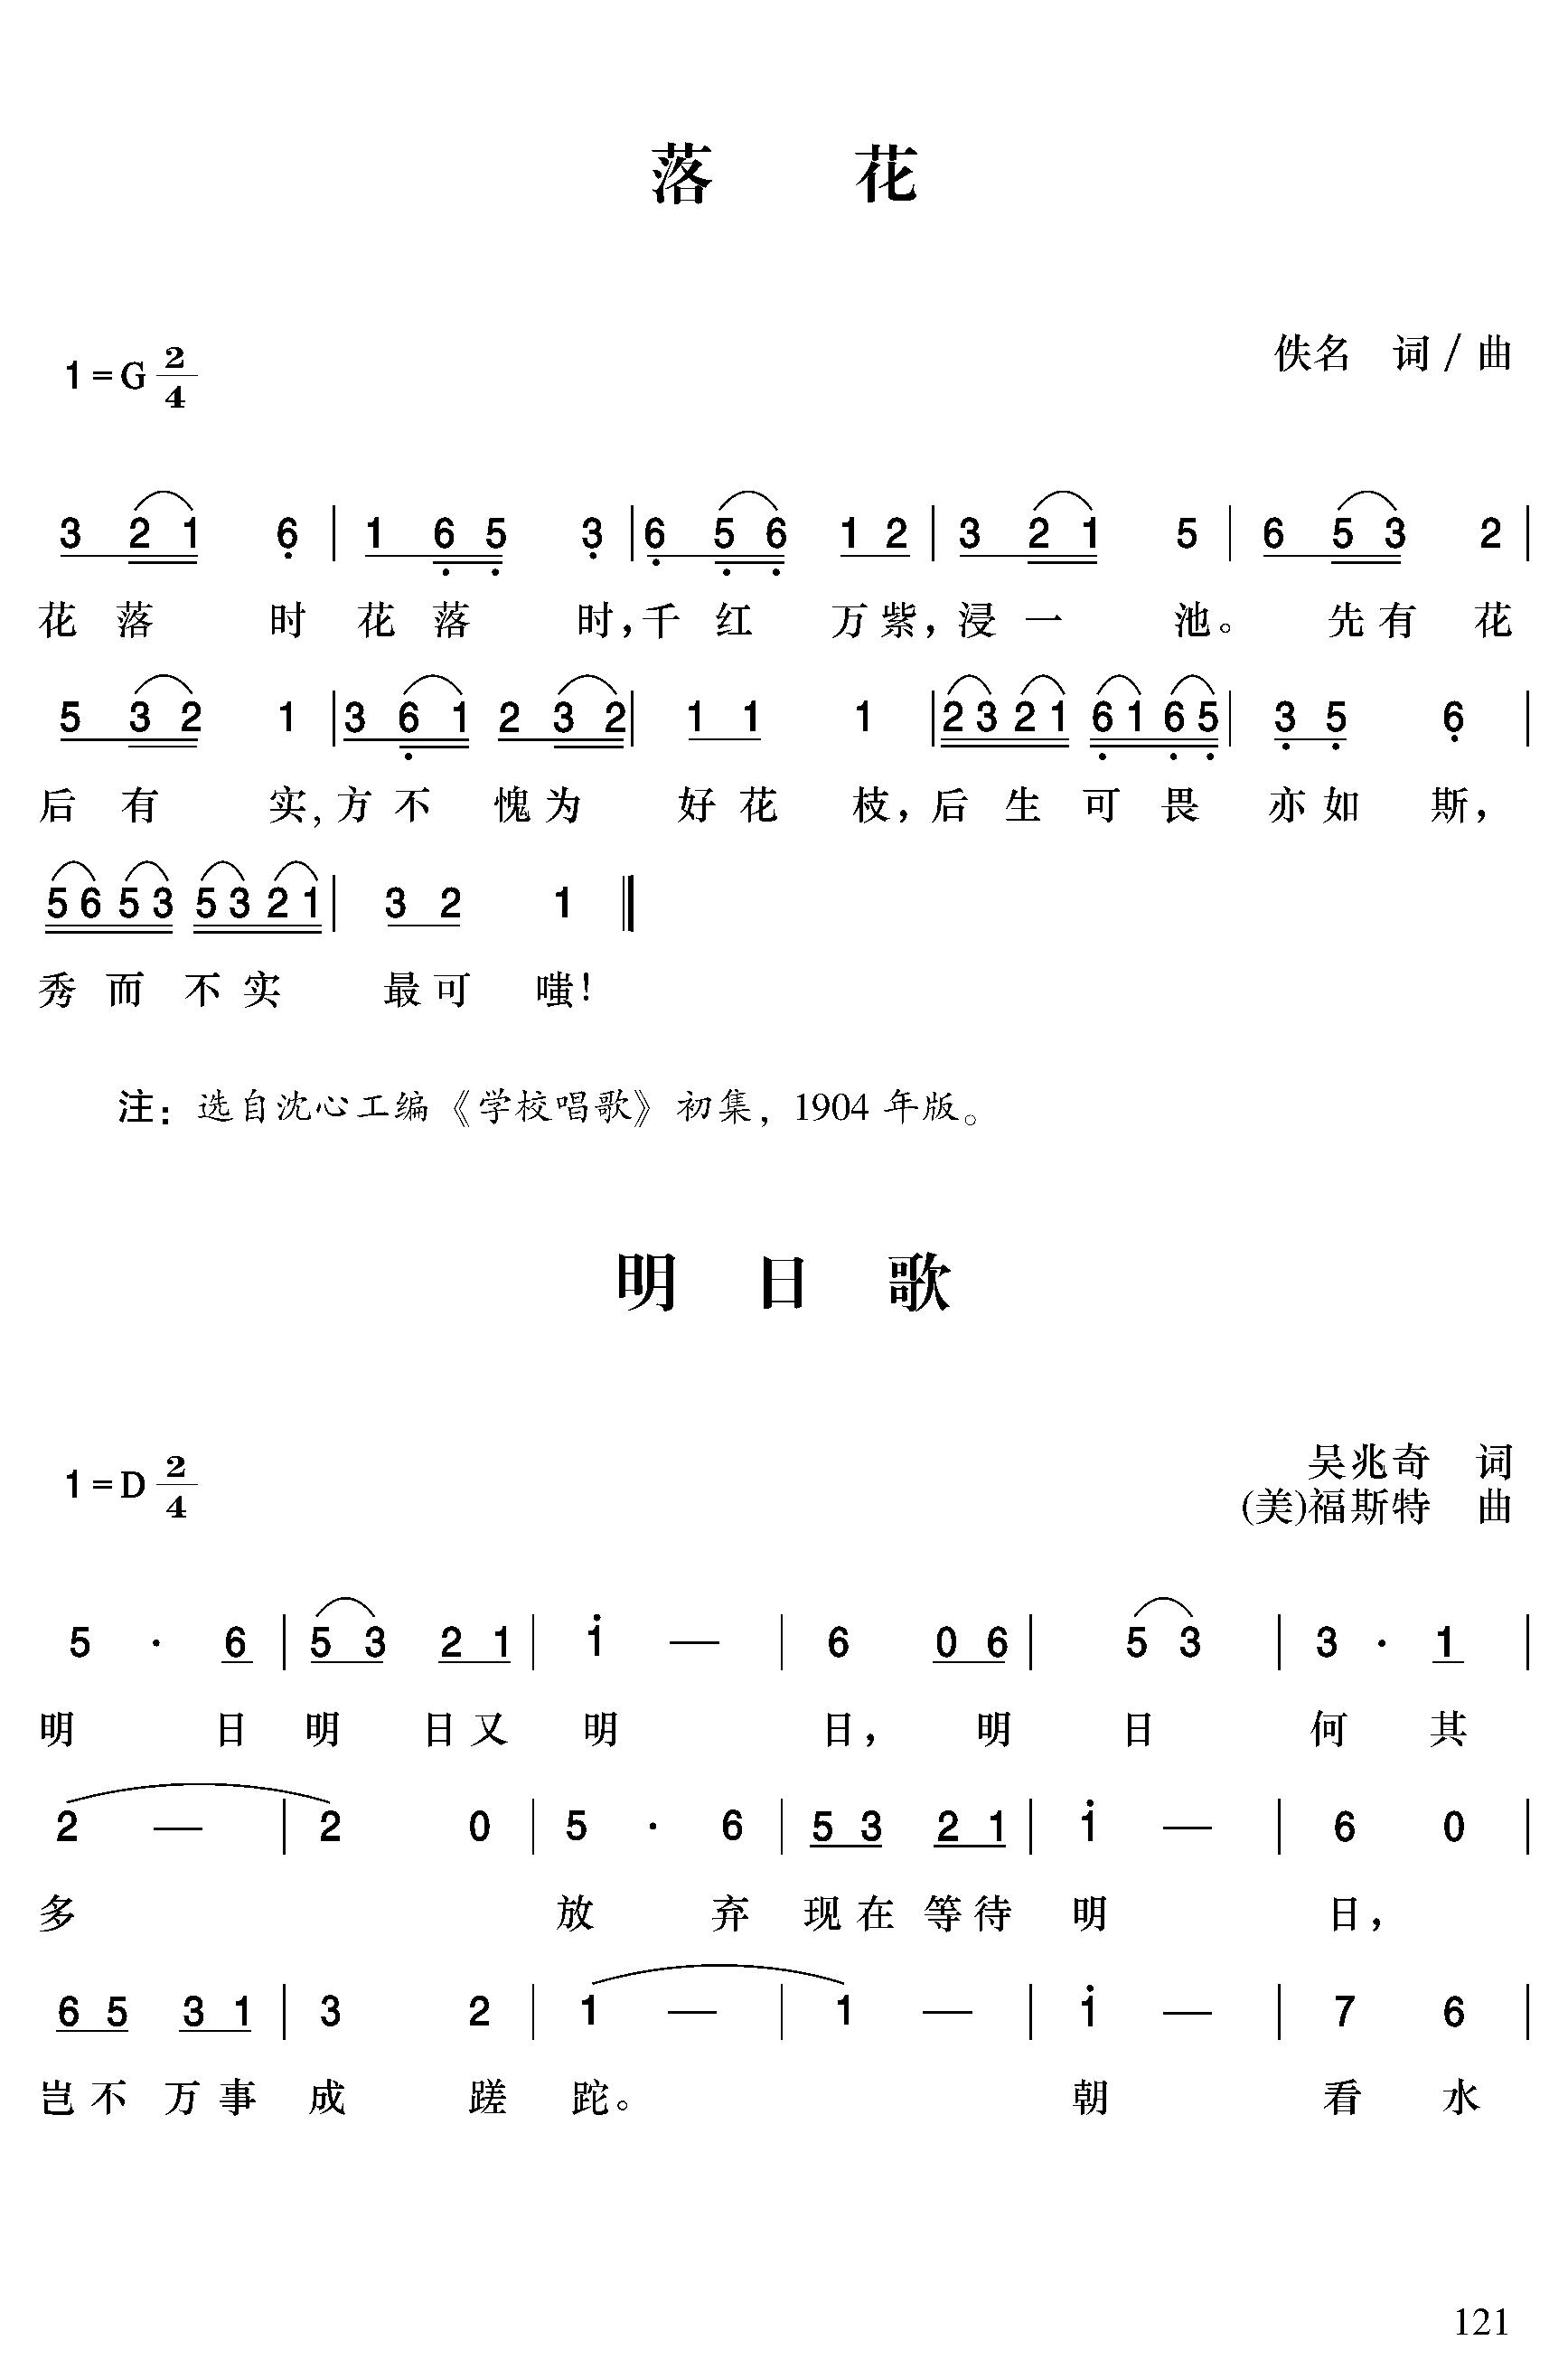 落 花
佚名 词 / 曲
1 = G 2/4
3 2 1 6 | 1 6 5 3 | 6 5 6 1 2 | 3 2 1 5 | 6 5 3 2 |
花 落 时 花 落 时, 千 红 万 紫, 浸 一 池。 先 有 花
5 3 2 1 | 3 6 1 2 3 2 | 1 1 1 | 2 3 2 1 6 1 6 5 | 3 5 6 |
后 有 实, 方 不 愧 为 好 花 枝, 后 生 可 畏 亦 如 斯,
5 6 5 3 5 3 2 1 | 3 2 1 ‖
秀 而 不 实 最 可 嗤!
注: 选自沈心工编《学校唱歌》初集, 1904 年版。
明 日 歌
吴兆奇 词
1 = D 2/4
(美)福斯特 曲
5 · 6 | 5 3 2 1 | 1 — | 6 0 6 | 5 3 | 3 · 1 |
明 日 明 日 又 明 日, 明 日 何 其
2 — | 2 0 | 5 · 6 | 5 3 2 1 | 1 — | 6 0 |
多 放 弃 现 在 等 待 明 日,
6 5 3 1 | 3 2 | 1 — | 1 — | 1 — | 7 6 |
岂 不 万 事 成 蹉 跎。 朝 看 水
121